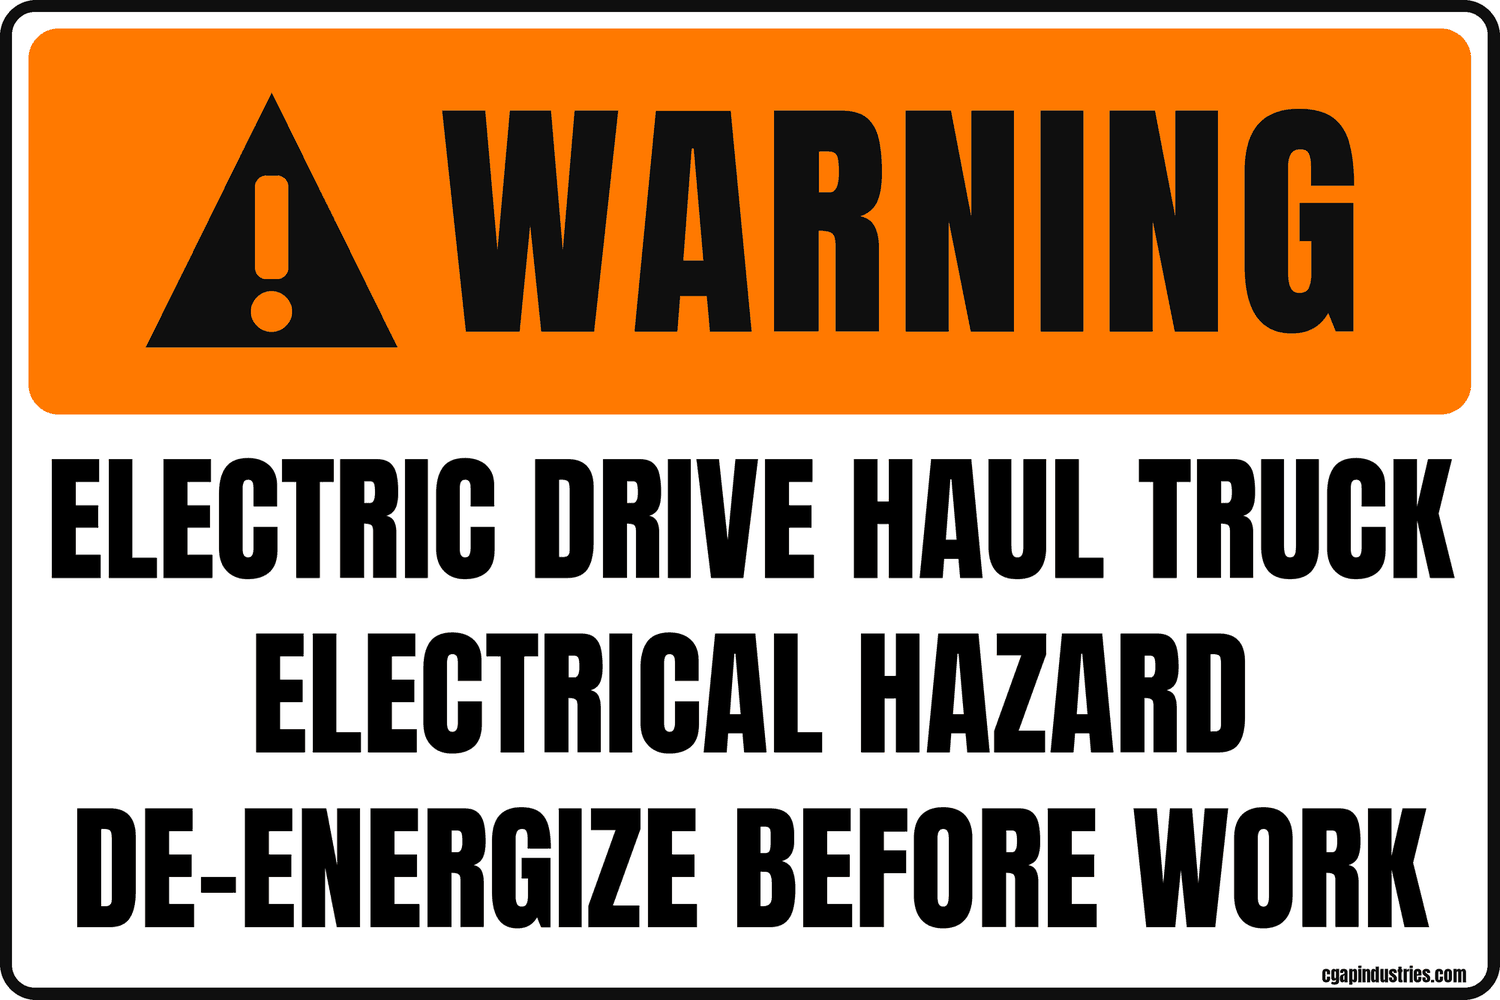 WARNING
ELECTRIC DRIVE HAUL TRUCK
ELECTRICAL HAZARD
DE-ENERGIZE BEFORE WORK
cgapindustries.com